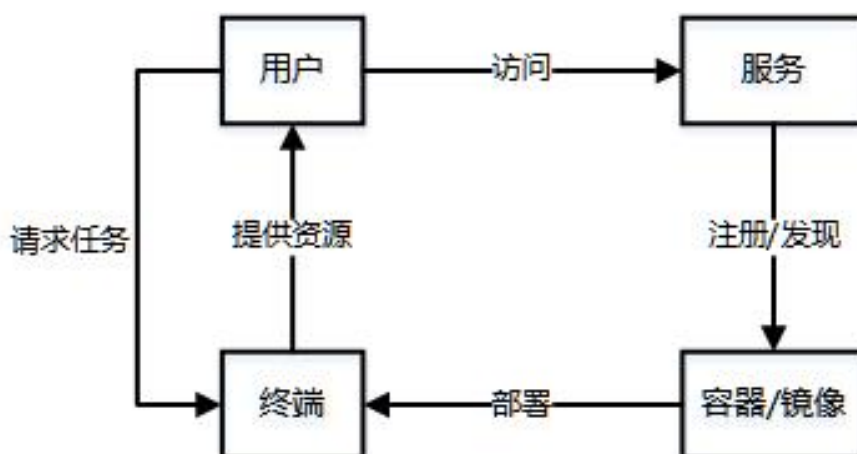 用户
访问
服务
请求任务
提供资源
注册/发现
终端
部署
容器/镜像